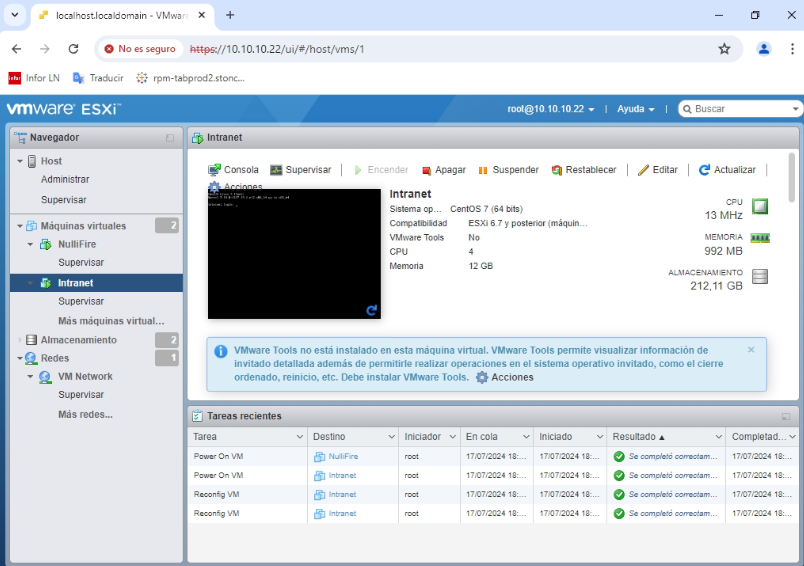 localhost.localdomain - VMware
No es seguro https://10.10.10.22/ui/#/host/vms/1
infor Infor LN Traducir rpm-tabprod2.stonc...
vmware ESXi™ root@10.10.10.22 Ayuda Buscar
Navegador
Host
Administrar
Supervisar
Máquinas virtuales 2
NulliFire
Supervisar
Intranet
Supervisar
Más máquinas virtual...
Almacenamiento 2
Redes 1
VM Network
Supervisar
Más redes...
Intranet
Consola Supervisar Encender Apagar Suspender Restablecer Editar Actualizar
Acciones
Intranet
Sistema op... CentOS 7 (64 bits)
Compatibilidad ESXi 6.7 y posterior (máquin...
VMware Tools No
CPU 4
Memoria 12 GB
CPU
13 MHz
MEMORIA
992 MB
ALMACENAMIENTO
212,11 GB
VMware Tools no está instalado en esta máquina virtual. VMware Tools permite visualizar información de
invitado detallada además de permitirle realizar operaciones en el sistema operativo invitado, como el cierre
ordenado, reinicio, etc. Debe instalar VMware Tools. Acciones
Tareas recientes
Tarea Destino Iniciador En cola Iniciado Resultado Completad...
Power On VM NulliFire root 17/07/2024 18:... 17/07/2024 18:... Se completó correctam... 17/07/2024 18:...
Power On VM Intranet root 17/07/2024 18:... 17/07/2024 18:... Se completó correctam... 17/07/2024 18:...
Reconfig VM Intranet root 17/07/2024 18:... 17/07/2024 18:... Se completó correctam... 17/07/2024 18:...
Reconfig VM Intranet root 17/07/2024 18:... 17/07/2024 18:... Se completó correctam... 17/07/2024 18:...